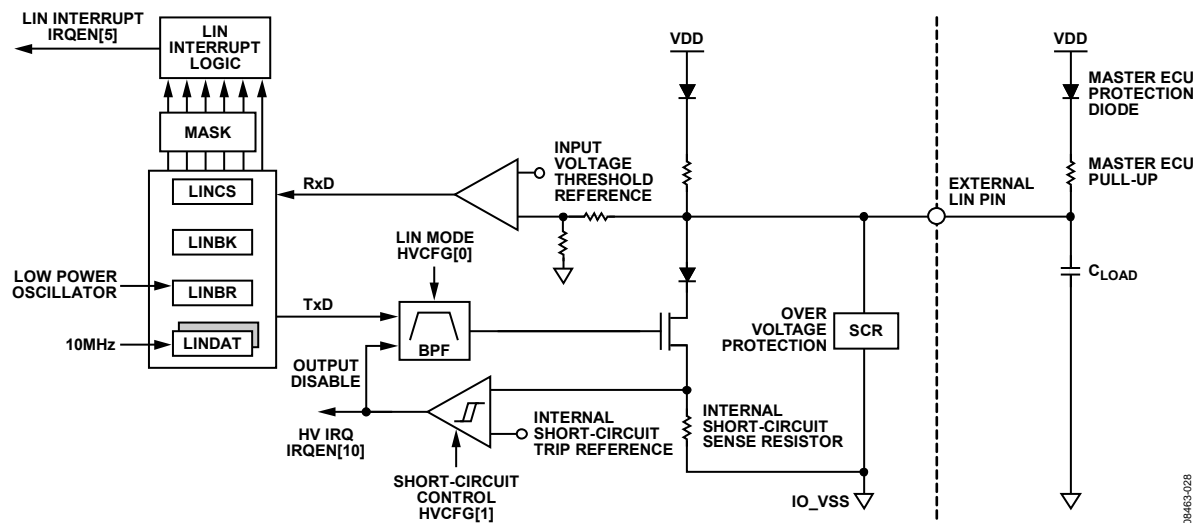 LIN INTERRUPT
IRQEN[5]
LIN
INTERRUPT
LOGIC
MASK
LINCS
LINBK
LINBR
LINDAT
LOW POWER
OSCILLATOR
10MHz
RxD
TxD
LIN MODE
HVCFG[0]
BPF
OUTPUT
DISABLE
HV IRQ
IRQEN[10]
SHORT-CIRCUIT
CONTROL
HVCFG[1]
INPUT
VOLTAGE
THRESHOLD
REFERENCE
INTERNAL
SHORT-CIRCUIT
TRIP REFERENCE
VDD
INTERNAL
SHORT-CIRCUIT
SENSE RESISTOR
OVER
VOLTAGE
PROTECTION
SCR
IO_VSS
EXTERNAL
LIN PIN
VDD
MASTER ECU
PROTECTION
DIODE
MASTER ECU
PULL-UP
CLOAD
08463-028